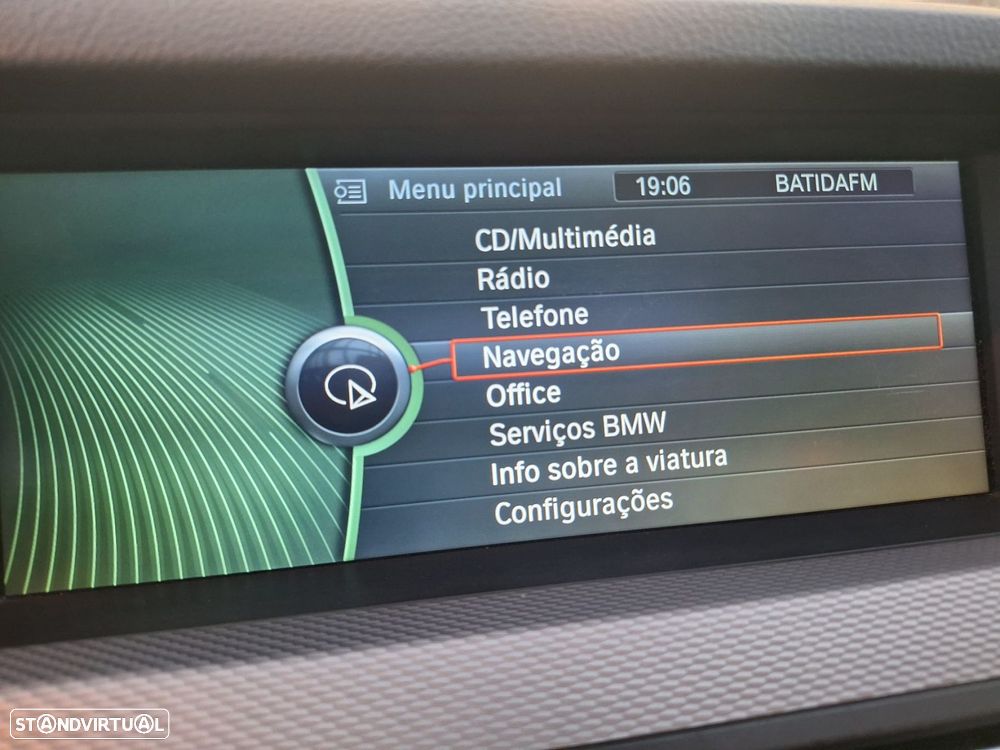 Menu principal 19:06 BATIDAFM
CD/Multimédia
Rádio
Telefone
Navegação
Office
Serviços BMW
Info sobre a viatura
Configurações
STANDVIRTUAL